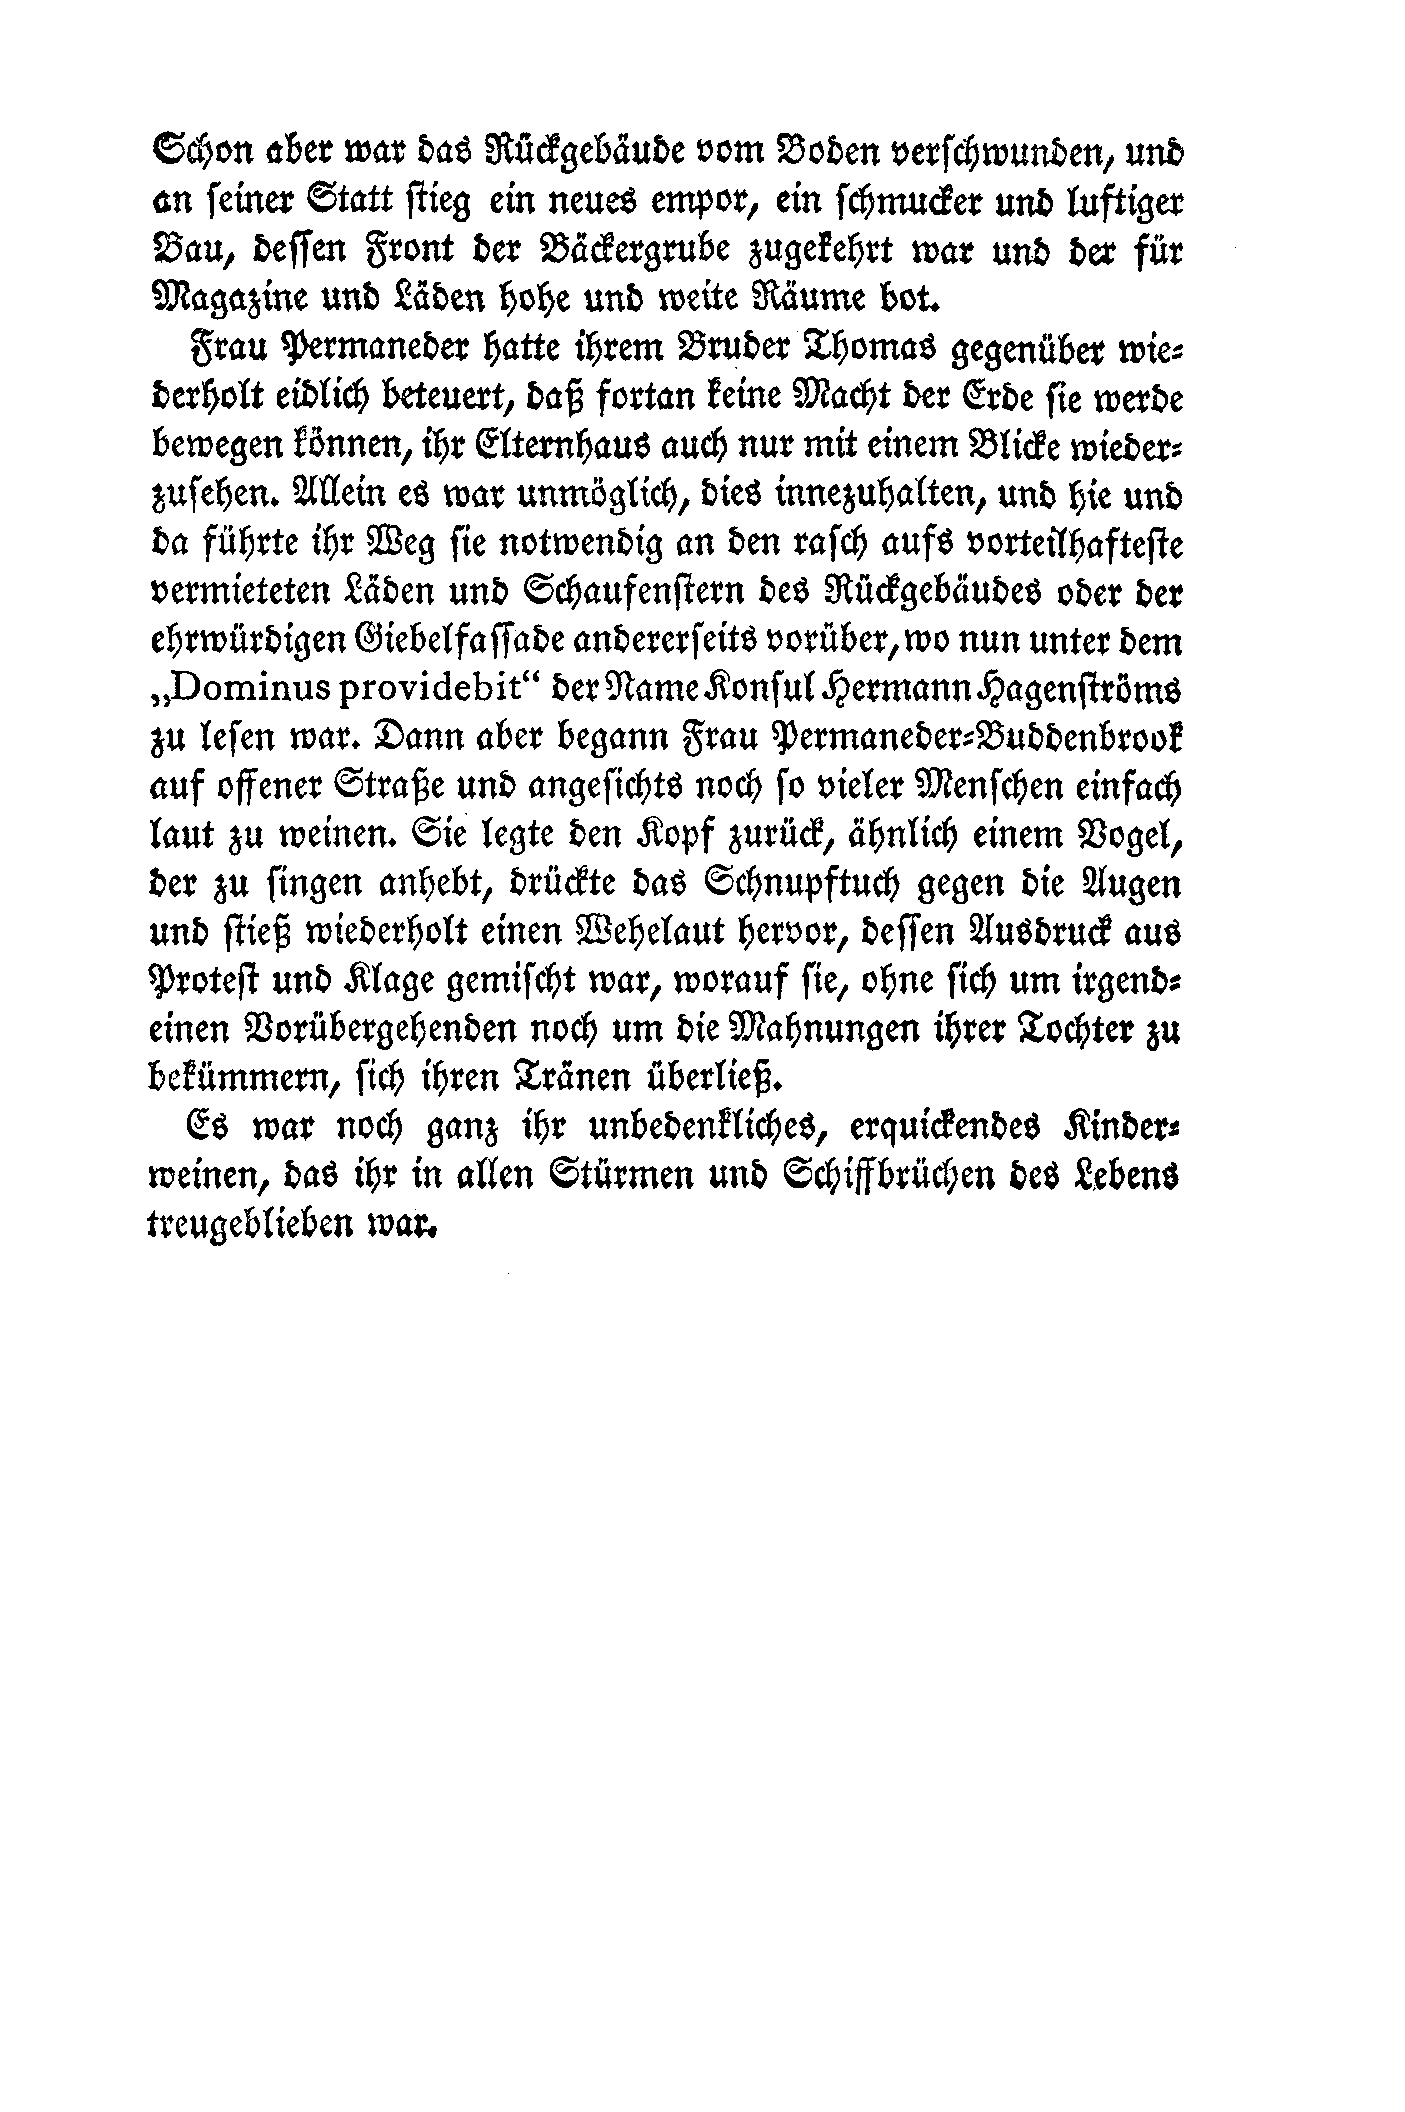 Schon aber war das Rückgebäude vom Boden verschwunden, und
an seiner Statt stieg ein neues empor, ein schmucker und luftiger
Bau, dessen Front der Bäckergrube zugekehrt war und der für
Magazine und Läden hohe und weite Räume bot.
Frau Permaneder hatte ihrem Bruder Thomas gegenüber wie-
derholt eidlich beteuert, daß fortan keine Macht der Erde sie werde
bewegen können, ihr Elternhaus auch nur mit einem Blicke wieder-
zusehen. Allein es war unmöglich, dies innezuhalten, und hie und
da führte ihr Weg sie notwendig an den rasch aufs vorteilhafteste
vermieteten Läden und Schaufenstern des Rückgebäudes oder der
ehrwürdigen Giebelfassade andererseits vorüber, wo nun unter dem
„Dominus providebit“ der Name Konsul Hermann Hagenströms
zu lesen war. Dann aber begann Frau Permaneder-Buddenbrook
auf offener Straße und angesichts noch so vieler Menschen einfach
laut zu weinen. Sie legte den Kopf zurück, ähnlich einem Vogel,
der zu singen anhebt, drückte das Schnupftuch gegen die Augen
und stieß wiederholt einen Wehelaut hervor, dessen Ausdruck aus
Protest und Klage gemischt war, worauf sie, ohne sich um irgend-
einen Vorübergehenden noch um die Mahnungen ihrer Tochter zu
bekümmern, sich ihren Tränen überließ.
Es war noch ganz ihr unbedenkliches, erquickendes Kinder-
weinen, das ihr in allen Stürmen und Schiffbrüchen des Lebens
treugeblieben war.